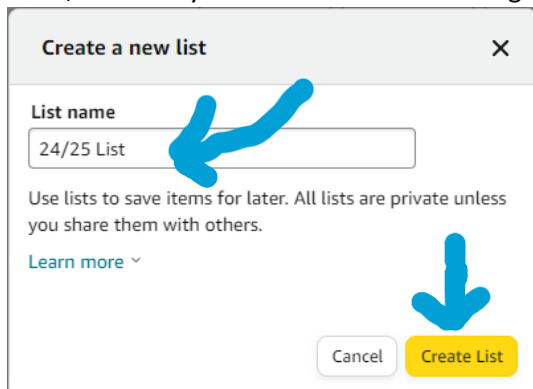 Create a new list
List name
24/25 List
Use lists to save items for later. All lists are private unless
you share them with others.
Learn more
Cancel
Create List